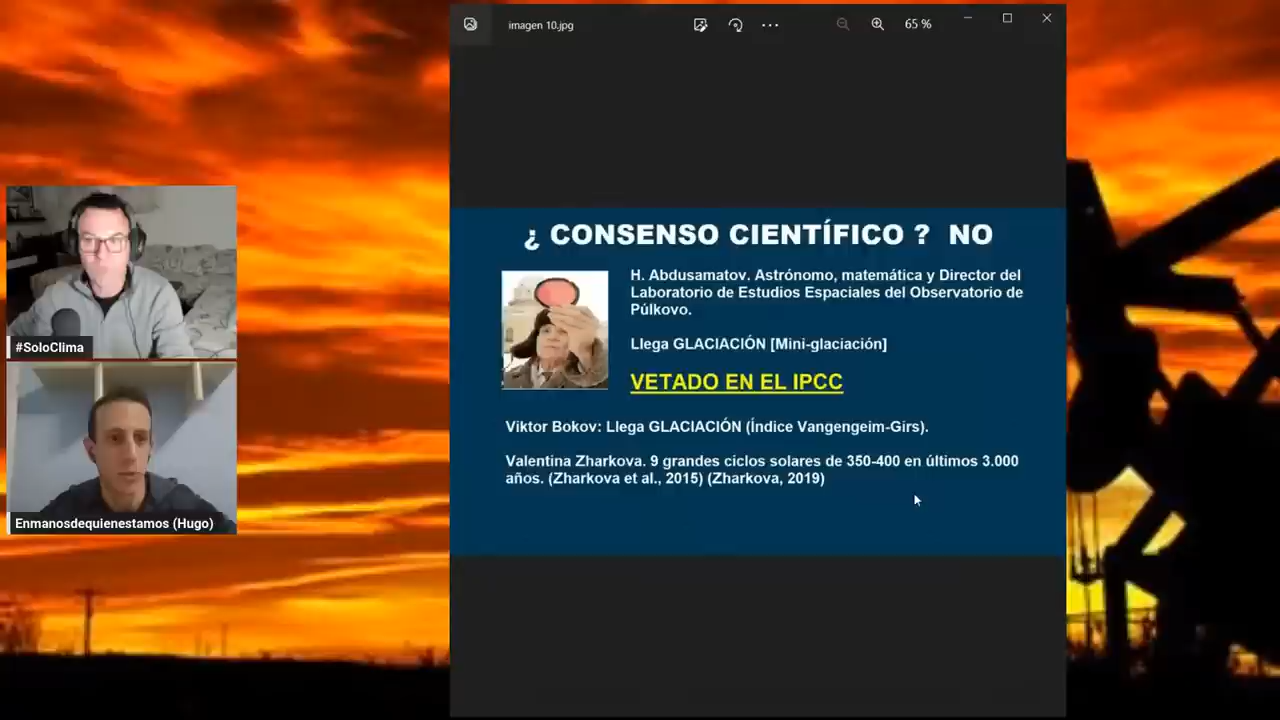 imagen 10.jpg
65 %
¿ CONSENSO CIENTÍFICO ? NO
H. Abdusamatov. Astrónomo, matemática y Director del
Laboratorio de Estudios Espaciales del Observatorio de
Púlkovo.
Llega GLACIACIÓN [Mini-glaciación]
VETADO EN EL IPCC
Viktor Bokov: Llega GLACIACIÓN (Índice Vangengeim-Girs).
Valentina Zharkova. 9 grandes ciclos solares de 350-400 en últimos 3.000
años. (Zharkova et al., 2015) (Zharkova, 2019)
#SoloClima
Enmanosdequienestamos (Hugo)